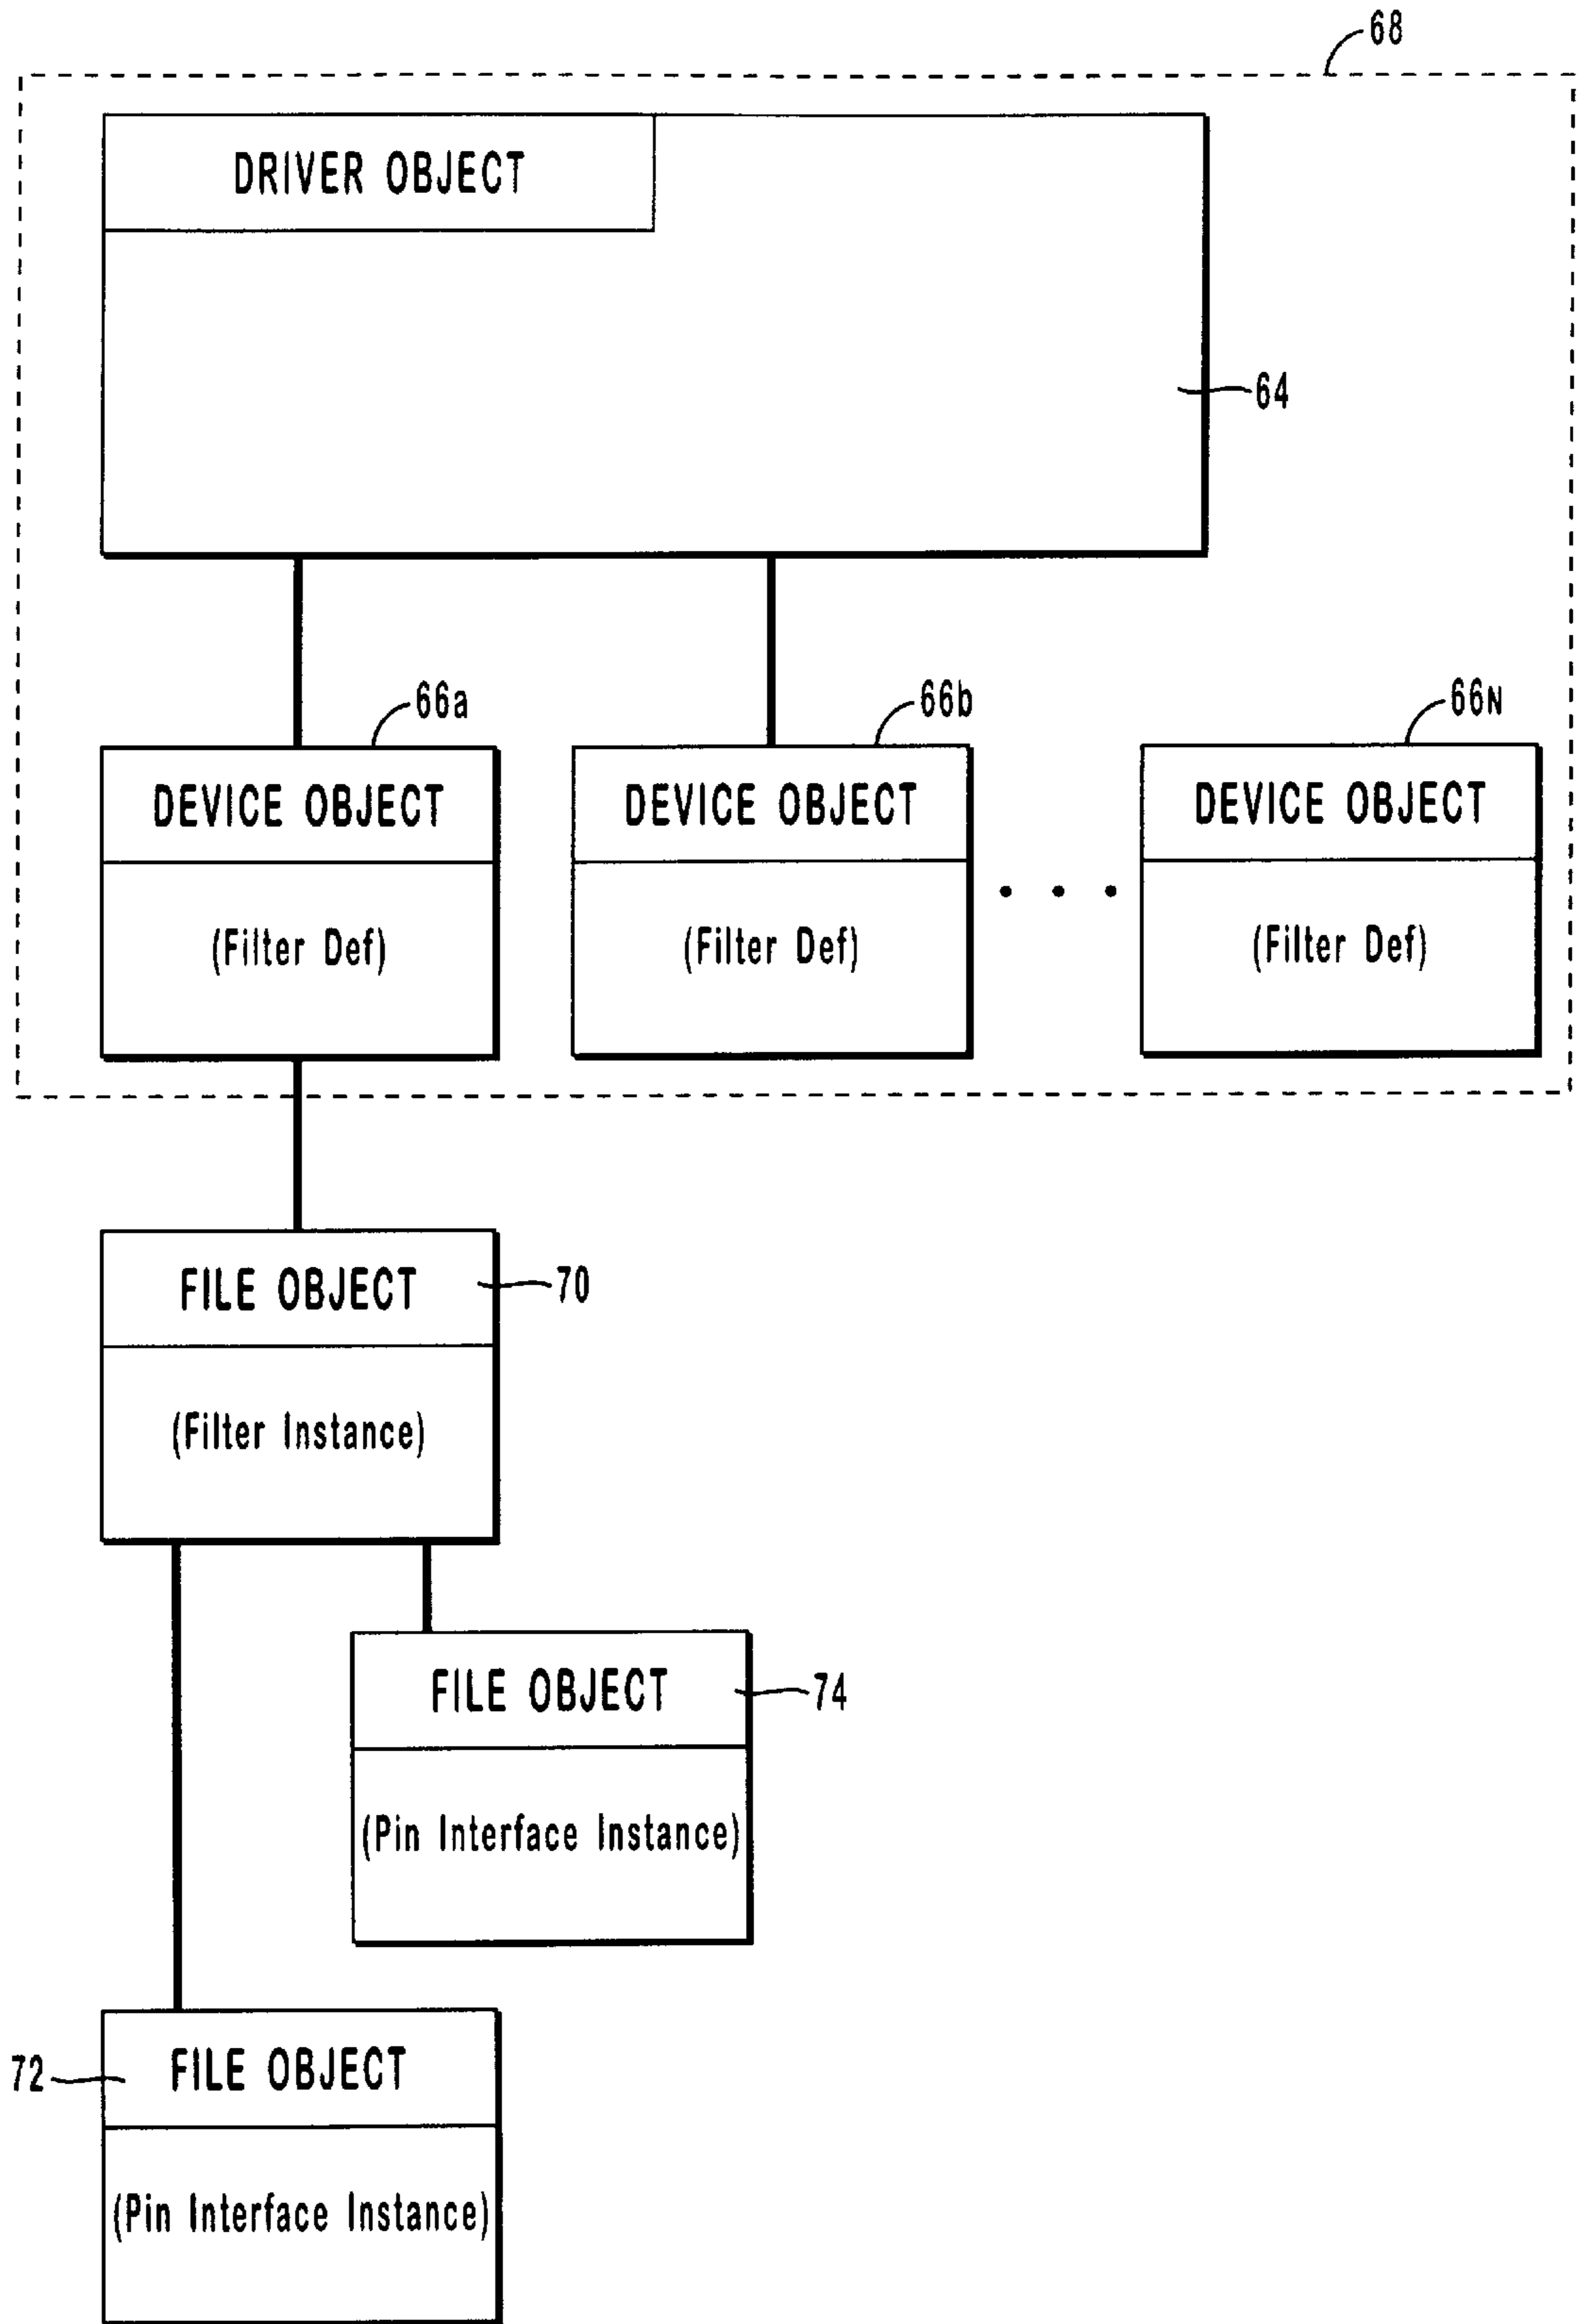 68
DRIVER OBJECT
64
66a
66b
66N
DEVICE OBJECT
DEVICE OBJECT
DEVICE OBJECT
(Filter Def)
(Filter Def)
(Filter Def)
FILE OBJECT
70
(Filter Instance)
FILE OBJECT
74
(Pin Interface Instance)
72
FILE OBJECT
(Pin Interface Instance)